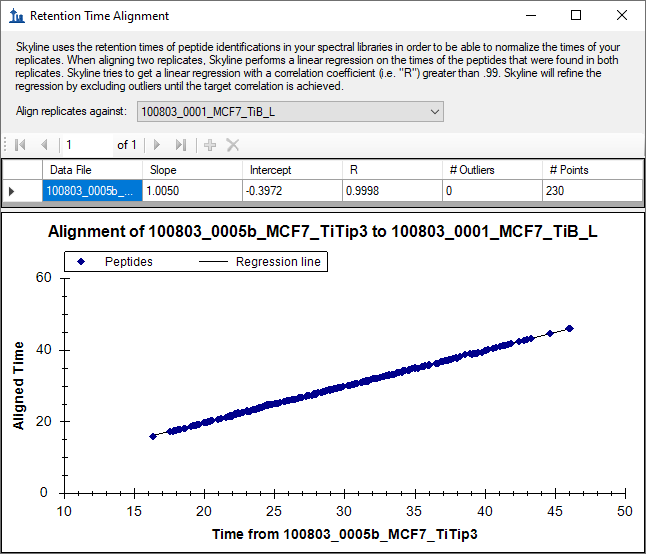 Retention Time Alignment
Skyline uses the retention times of peptide identifications in your spectral libraries in order to be able to normalize the times of your
replicates. When aligning two replicates, Skyline performs a linear regression on the times of the peptides that were found in both
replicates. Skyline tries to get a linear regression with a correlation coefficient (i.e. "R") greater than .99. Skyline will refine the
regression by excluding outliers until the target correlation is achieved.
Align replicates against: 100803_0001_MCF7_TiB_L
1 of 1
Data File Slope Intercept R # Outliers # Points
100803_0005b_... 1.0050 -0.3972 0.9998 0 230
Alignment of 100803_0005b_MCF7_TiTip3 to 100803_0001_MCF7_TiB_L
Peptides Regression line
60
40
20
0
Aligned Time
10 15 20 25 30 35 40 45 50
Time from 100803_0005b_MCF7_TiTip3